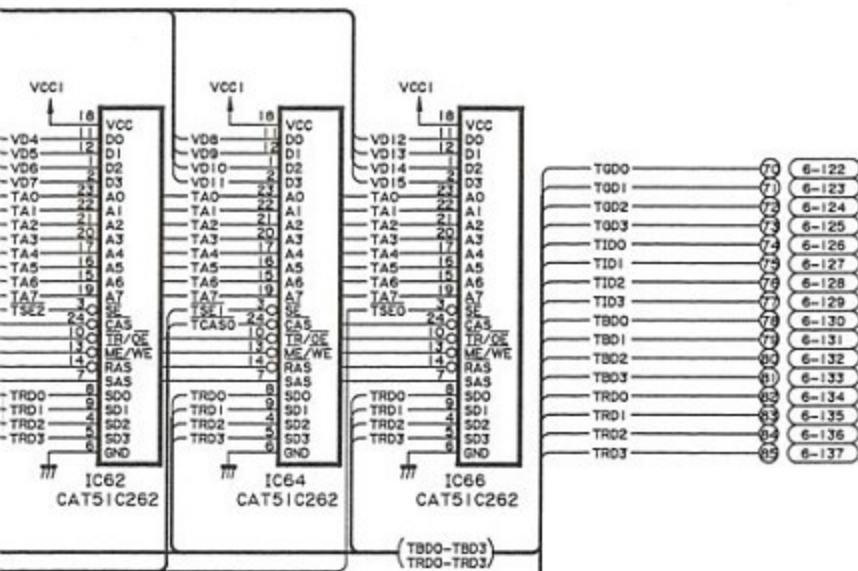 VCC1
18
VCC
VD4 11 D0
VD5 12 D1
VD6 1 D2
VD7 2 D3
TA0 23 A0
TA1 22 A1
TA2 21 A2
TA3 20 A3
TA4 17 A4
TA5 16 A5
TA6 15 A6
TA7 19 A7
TSE2 3 SE
24 CAS
10 TR/OE
13 ME/WE
14 RAS
7 SAS
TRD0 8 SD0
TRD1 9 SD1
TRD2 4 SD2
TRD3 5 SD3
6 GND
IC62
CAT51C262
VCC1
18
VCC
VD8 11 D0
VD9 12 D1
VD10 1 D2
VD11 2 D3
TA0 23 A0
TA1 22 A1
TA2 21 A2
TA3 20 A3
TA4 17 A4
TA5 16 A5
TA6 15 A6
TA7 19 A7
TSE1 3 SE
TCAS0 24 CAS
10 TR/OE
13 ME/WE
14 RAS
7 SAS
TRD0 8 SD0
TRD1 9 SD1
TRD2 4 SD2
TRD3 5 SD3
6 GND
IC64
CAT51C262
VCC1
18
VCC
VD12 11 D0
VD13 12 D1
VD14 1 D2
VD15 2 D3
TA0 23 A0
TA1 22 A1
TA2 21 A2
TA3 20 A3
TA4 17 A4
TA5 16 A5
TA6 15 A6
TA7 19 A7
TSE0 3 SE
24 CAS
10 TR/OE
13 ME/WE
14 RAS
7 SAS
TRD0 8 SD0
TRD1 9 SD1
TRD2 4 SD2
TRD3 5 SD3
6 GND
IC66
CAT51C262
TGD0 70 6-122
TGD1 71 6-123
TGD2 72 6-124
TGD3 73 6-125
TID0 74 6-126
TID1 75 6-127
TID2 76 6-128
TID3 77 6-129
TBD0 78 6-130
TBD1 79 6-131
TBD2 80 6-132
TBD3 81 6-133
TRD0 82 6-134
TRD1 83 6-135
TRD2 84 6-136
TRD3 85 6-137
TBD0-TBD3
TRD0-TRD3